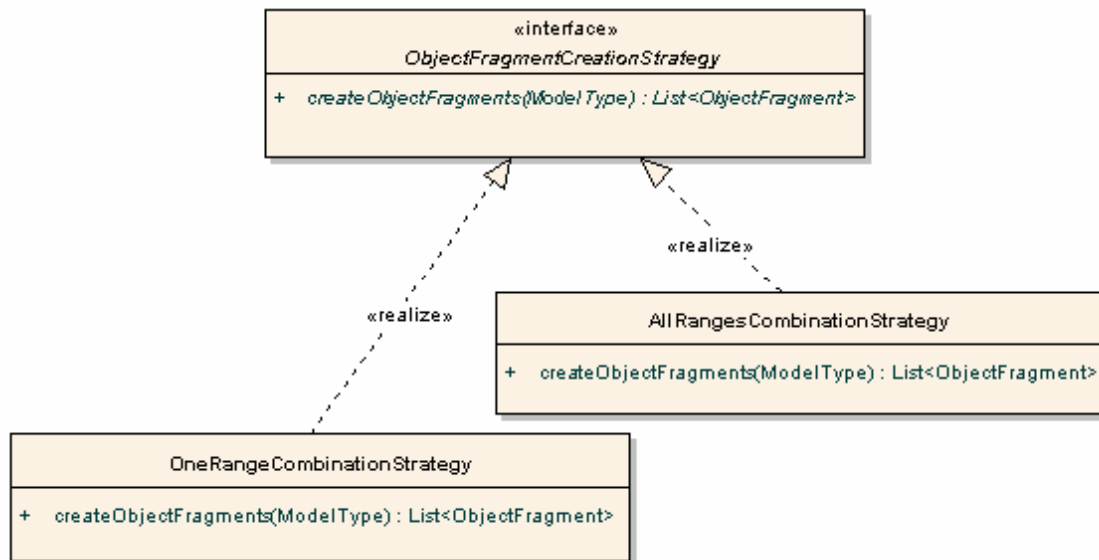 «interface»
ObjectFragmentCreationStrategy
+ createObjectFragments(ModelType) : List<ObjectFragment>
«realize»
«realize»
AllRangesCombinationStrategy
+ createObjectFragments(ModelType) : List<ObjectFragment>
OneRangeCombinationStrategy
+ createObjectFragments(ModelType) : List<ObjectFragment>